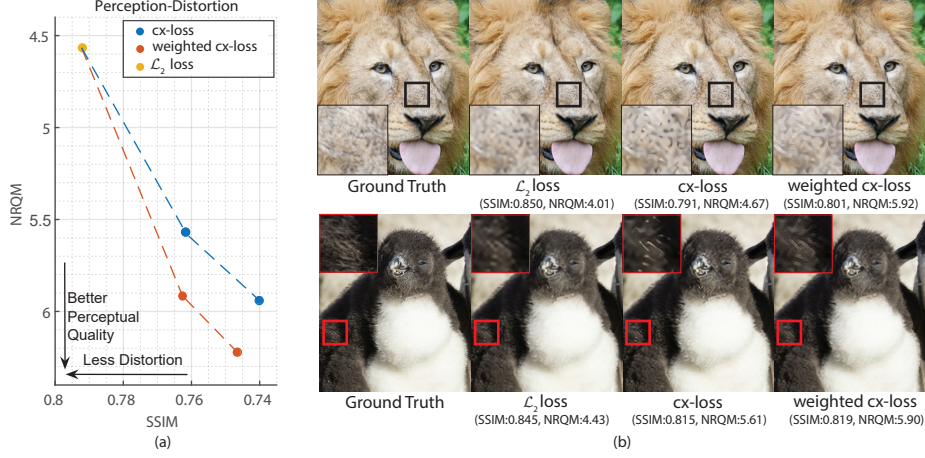 Perception-Distortion
cx-loss
weighted cx-loss
ℒ₂ loss
4.5
5
5.5
6
NRQM
Better
Perceptual
Quality
Less Distortion
0.8
0.78
0.76
0.74
SSIM
(a)
Ground Truth
ℒ₂ loss
(SSIM:0.850, NRQM:4.01)
cx-loss
(SSIM:0.791, NRQM:4.67)
weighted cx-loss
(SSIM:0.801, NRQM:5.92)
Ground Truth
ℒ₂ loss
(SSIM:0.845, NRQM:4.43)
cx-loss
(SSIM:0.815, NRQM:5.61)
weighted cx-loss
(SSIM:0.819, NRQM:5.90)
(b)